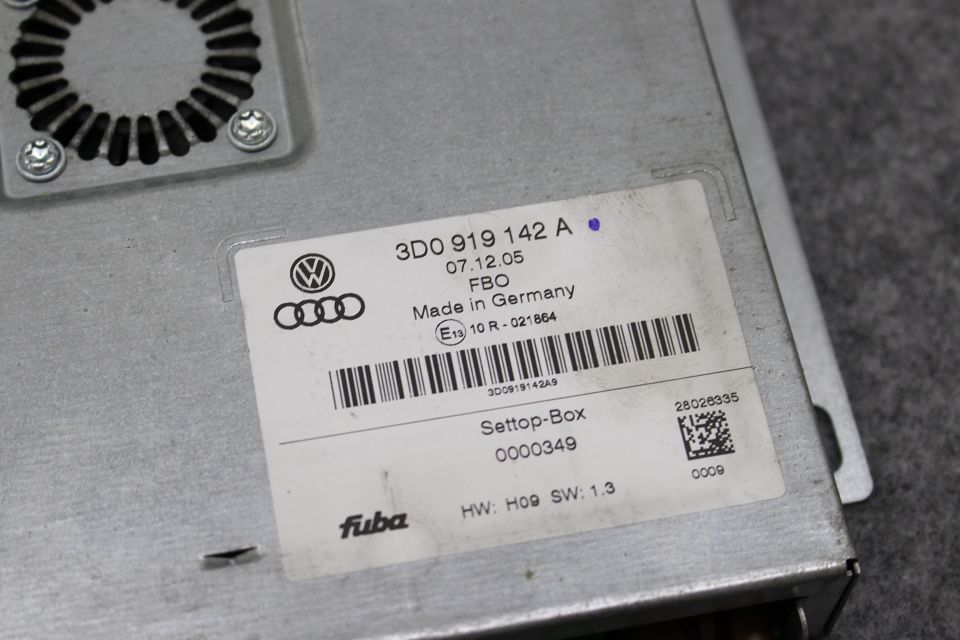 3D0 919 142 A
07.12.05
FBO
Made in Germany
E13 10 R - 021864
3D0919142A9
Settop-Box
0000349
28026335
0009
HW: H09 SW: 1.3
fuba